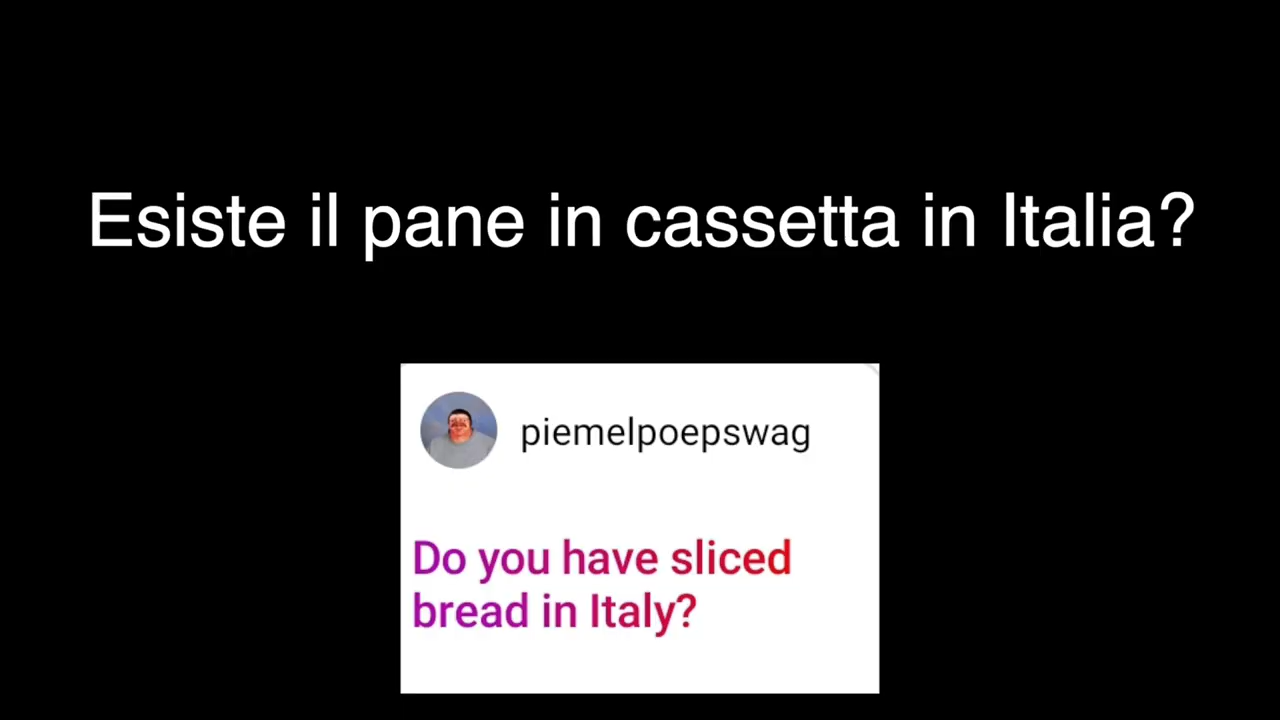 Esiste il pane in cassetta in Italia?
piemelpoepswag
Do you have sliced
bread in Italy?